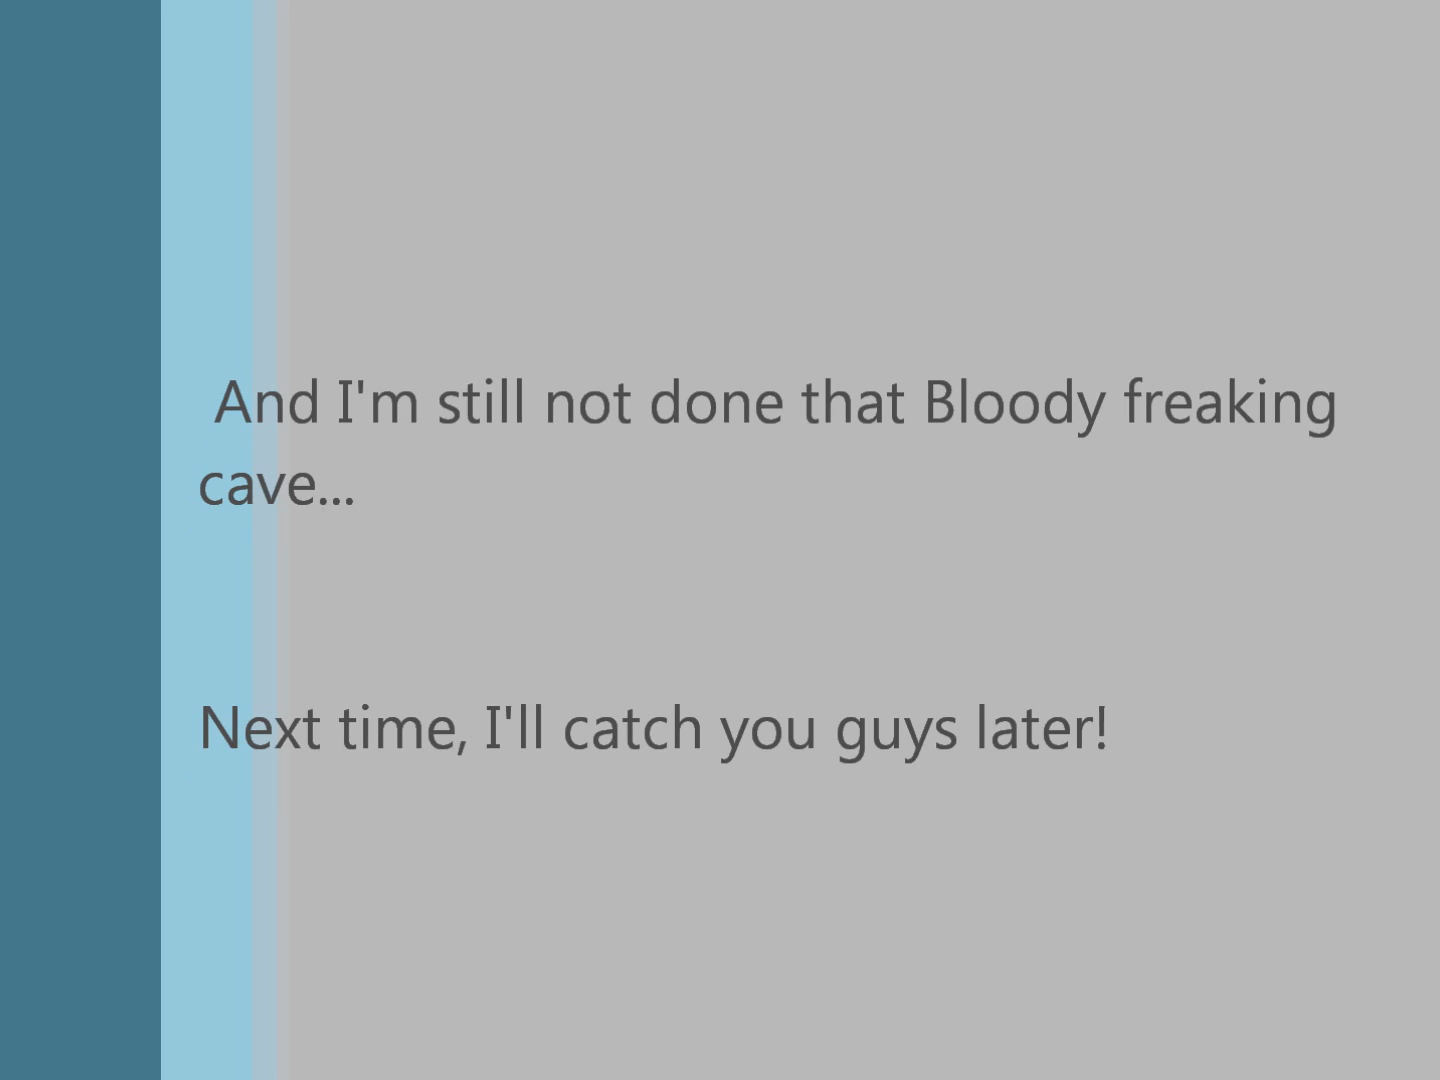 And I'm still not done that Bloody freaking
cave...
Next time, I'll catch you guys later!